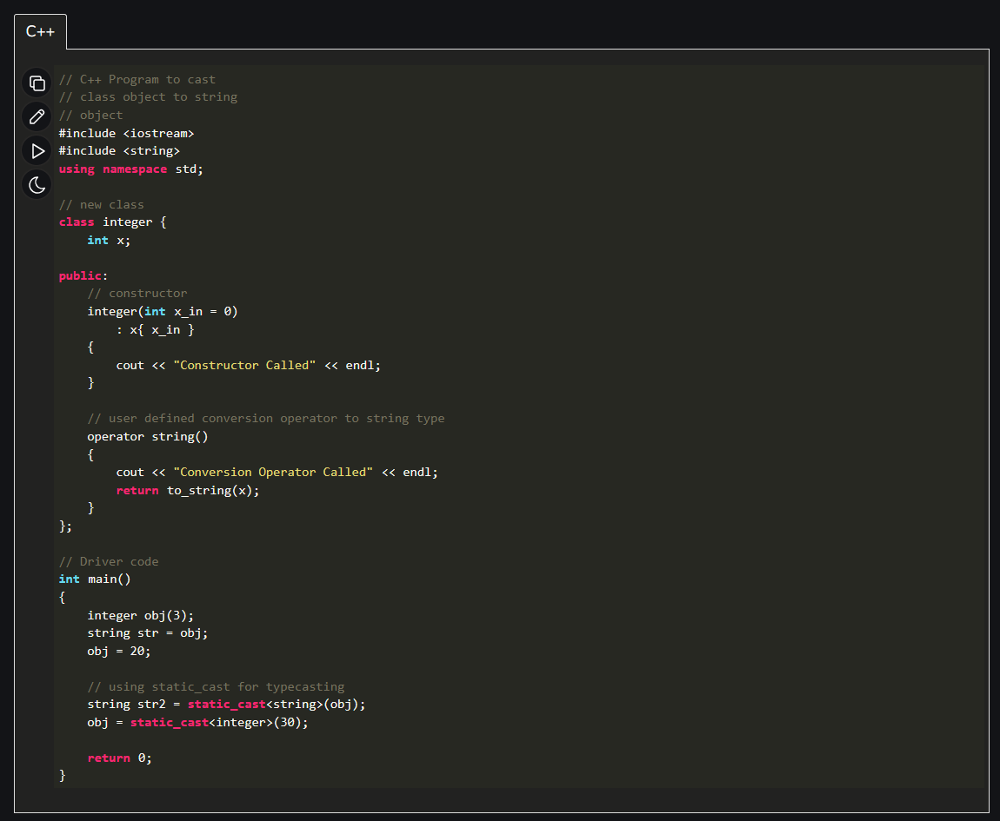 C++
// C++ Program to cast
// class object to string
// object
#include <iostream>
#include <string>
using namespace std;
// new class
class integer {
    int x;
public:
    // constructor
    integer(int x_in = 0)
        : x{ x_in }
    {
        cout << "Constructor Called" << endl;
    }
    // user defined conversion operator to string type
    operator string()
    {
        cout << "Conversion Operator Called" << endl;
        return to_string(x);
    }
};
// Driver code
int main()
{
    integer obj(3);
    string str = obj;
    obj = 20;
    // using static_cast for typecasting
    string str2 = static_cast<string>(obj);
    obj = static_cast<integer>(30);
    return 0;
}